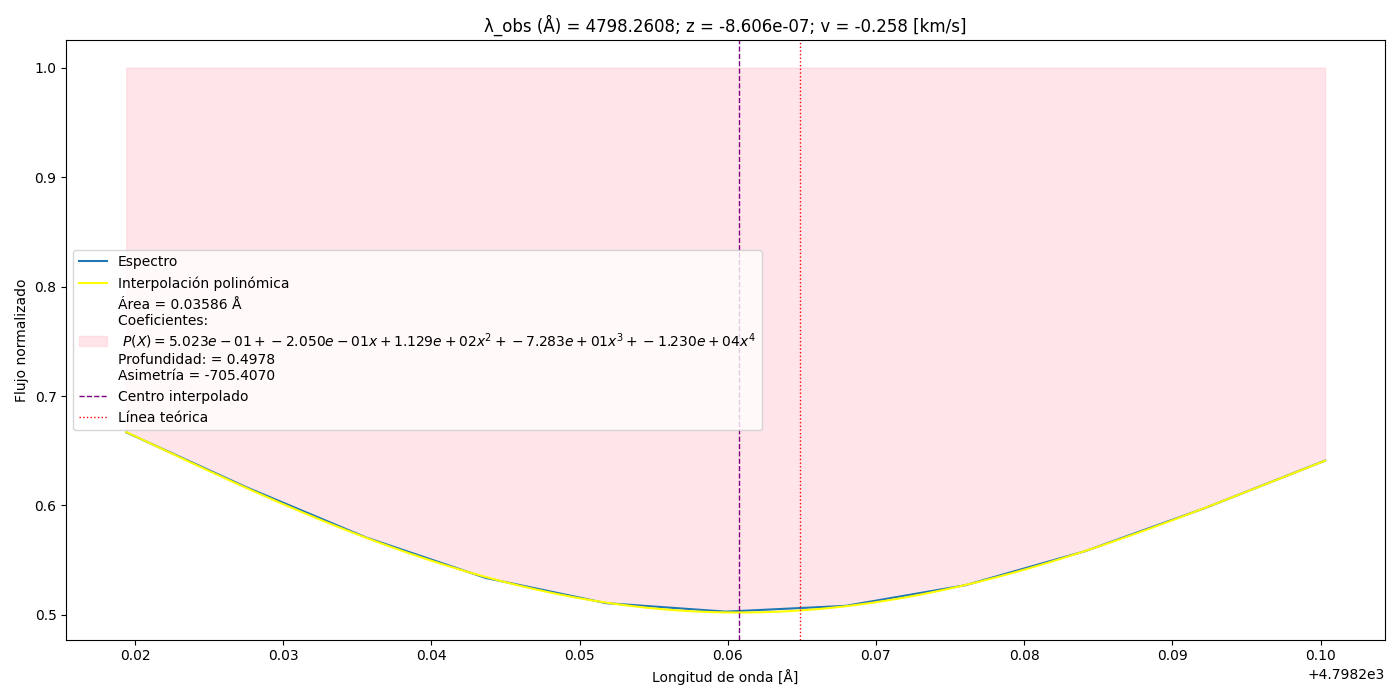 λ_obs (Å) = 4798.2608; z = -8.606e-07; v = -0.258 [km/s]
1.0
0.9
0.8
0.7
0.6
0.5
Flujo normalizado
Espectro
Interpolación polinómica
Área = 0.03586 Å
Coeficientes:
P(X) = 5.023e − 01 + −2.050e − 01x + 1.129e + 02x² + −7.283e + 01x³ + −1.230e + 04x⁴
Profundidad: = 0.4978
Asimetría = -705.4070
Centro interpolado
Línea teórica
0.02 0.03 0.04 0.05 0.06 0.07 0.08 0.09 0.10
+4.7982e3
Longitud de onda [Å]